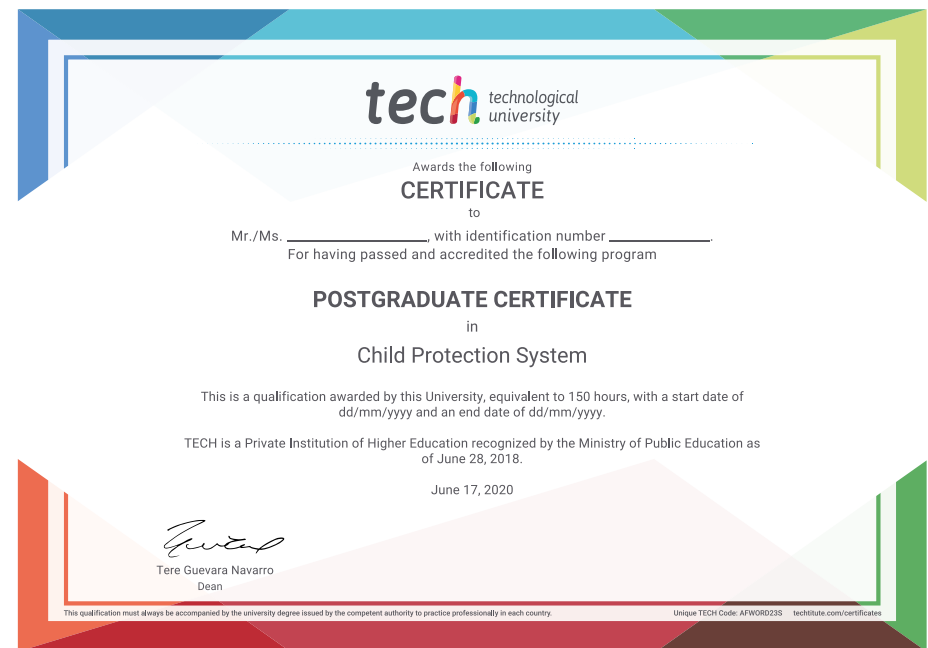 tech technological
university
Awards the following
CERTIFICATE
to
Mr./Ms. ____________________, with identification number ______________.
For having passed and accredited the following program
POSTGRADUATE CERTIFICATE
in
Child Protection System
This is a qualification awarded by this University, equivalent to 150 hours, with a start date of
dd/mm/yyyy and an end date of dd/mm/yyyy.
TECH is a Private Institution of Higher Education recognized by the Ministry of Public Education as
of June 28, 2018.
June 17, 2020
Tere Guevara Navarro
Dean
This qualification must always be accompanied by the university degree issued by the competent authority to practice professionally in each country. Unique TECH Code: AFWORD23S techtitute.com/certificates